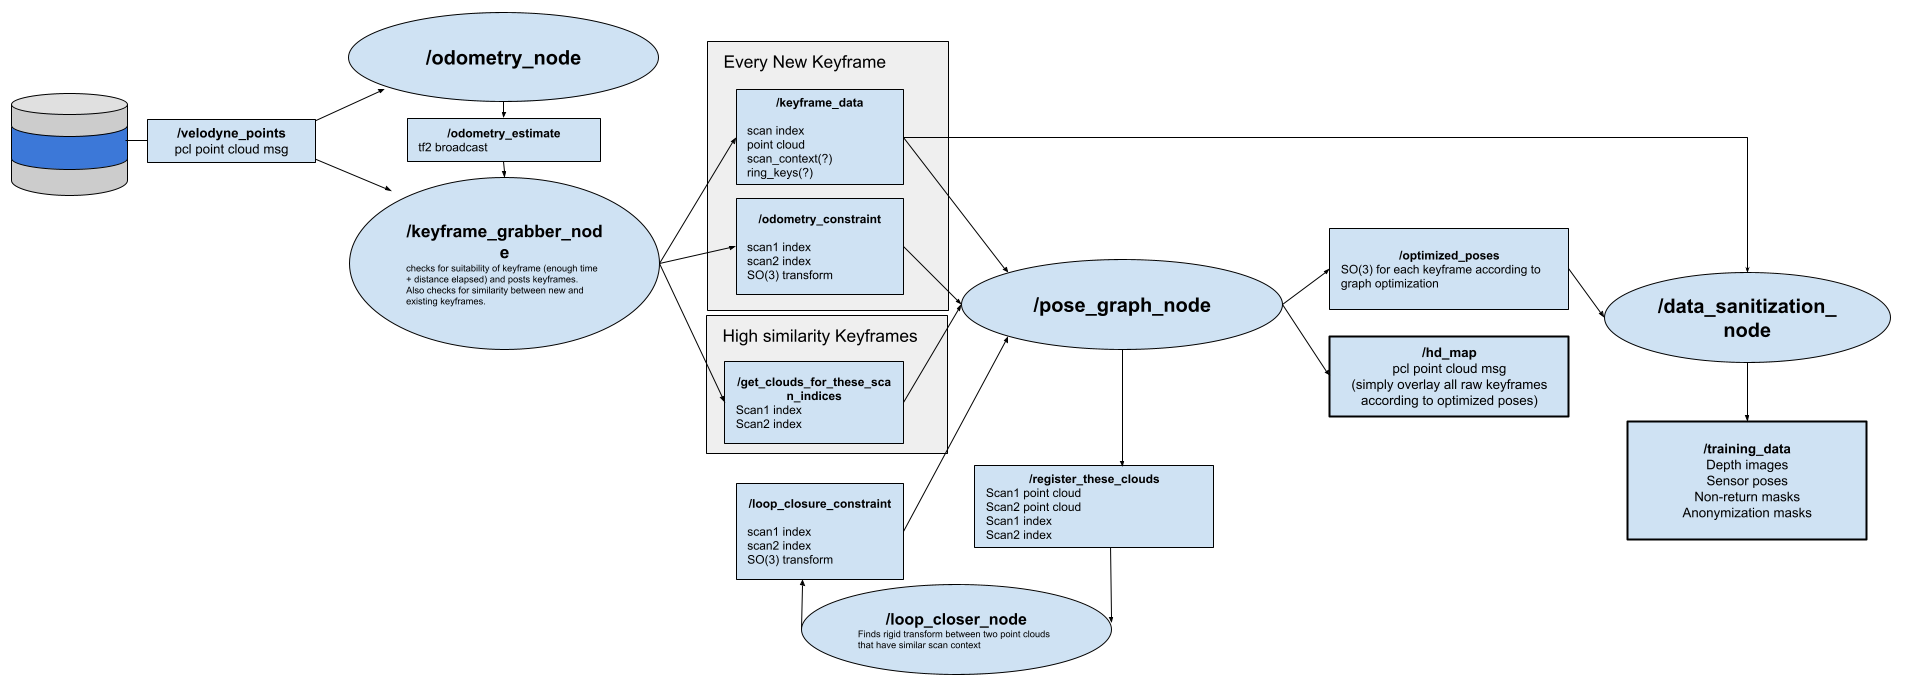 /odometry_node
/velodyne_points
pcl point cloud msg
/odometry_estimate
tf2 broadcast
/keyframe_grabber_nod
e
checks for suitability of keyframe (enough time
+ distance elapsed) and posts keyframes.
Also checks for similarity between new and
existing keyframes.
Every New Keyframe
/keyframe_data
scan index
point cloud
scan_context(?)
ring_keys(?)
/odometry_constraint
scan1 index
scan2 index
SO(3) transform
High similarity Keyframes
/get_clouds_for_these_sca
n_indices
Scan1 index
Scan2 index
/loop_closure_constraint
scan1 index
scan2 index
SO(3) transform
/pose_graph_node
/register_these_clouds
Scan1 point cloud
Scan2 point cloud
Scan1 index
Scan2 index
/loop_closer_node
Finds rigid transform between two point clouds
that have similar scan context
/optimized_poses
SO(3) for each keyframe according to
graph optimization
/hd_map
pcl point cloud msg
(simply overlay all raw keyframes
according to optimized poses)
/data_sanitization_
node
/training_data
Depth images
Sensor poses
Non-return masks
Anonymization masks